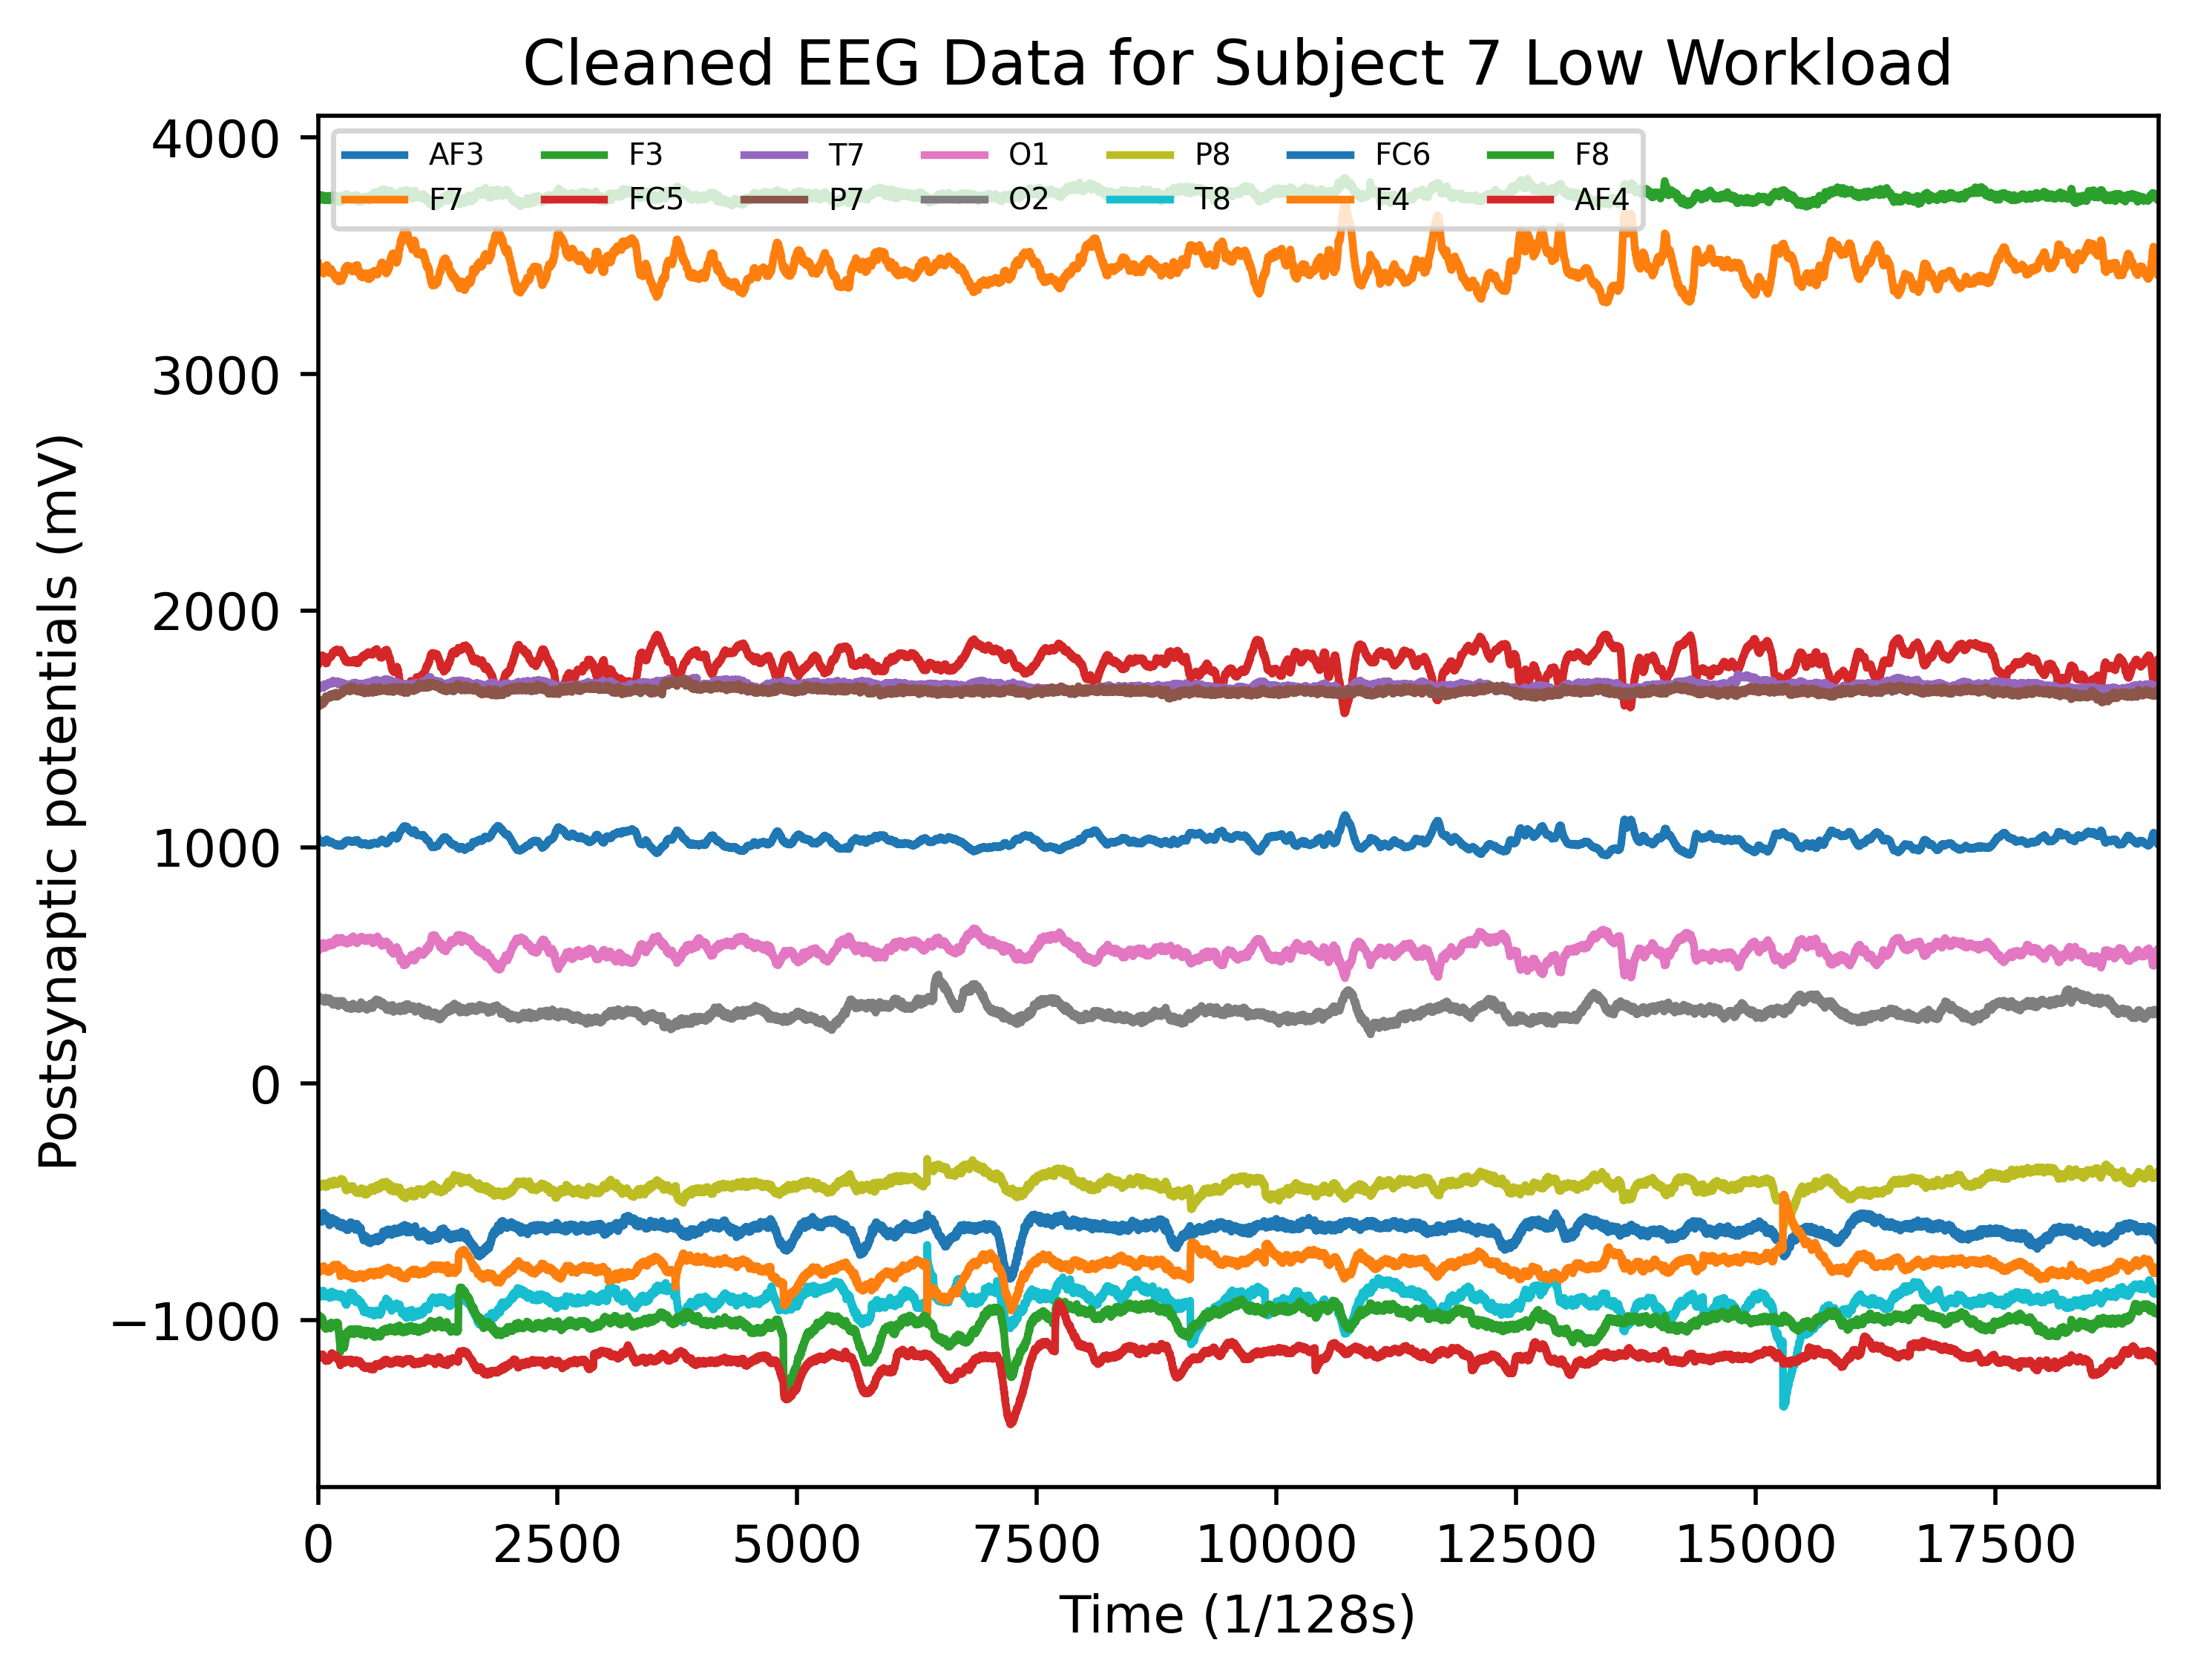 Cleaned EEG Data for Subject 7 Low Workload
AF3 F3 T7 O1 P8 FC6 F8
F7 FC5 P7 O2 T8 F4 AF4
4000
3000
2000
1000
0
−1000
Postsynaptic potentials (mV)
0 2500 5000 7500 10000 12500 15000 17500
Time (1/128s)